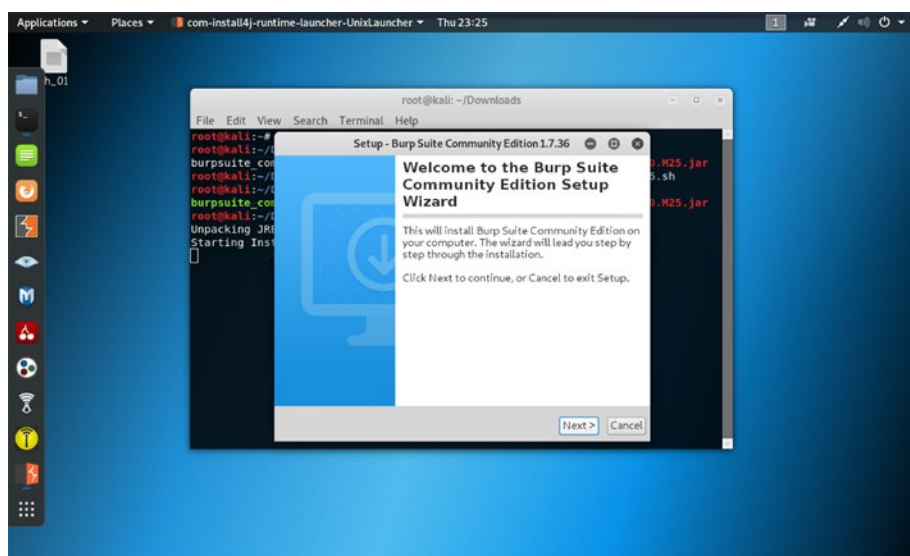 Applications Places com-install4j-runtime-launcher-UnixLauncher Thu 23:25 1
h_01
root@kali: ~/Downloads
File Edit View Search Terminal Help
root@kali:~#
root@kali:~/D
burpsuite_com 0.M25.jar
root@kali:~/D 6.sh
root@kali:~/D
burpsuite_com 0.M25.jar
root@kali:~/D
Unpacking JRE
Starting Inst
Setup - Burp Suite Community Edition 1.7.36
Welcome to the Burp Suite
Community Edition Setup
Wizard
This will install Burp Suite Community Edition on
your computer. The wizard will lead you step by
step through the installation.
Click Next to continue, or Cancel to exit Setup.
Next >
Cancel